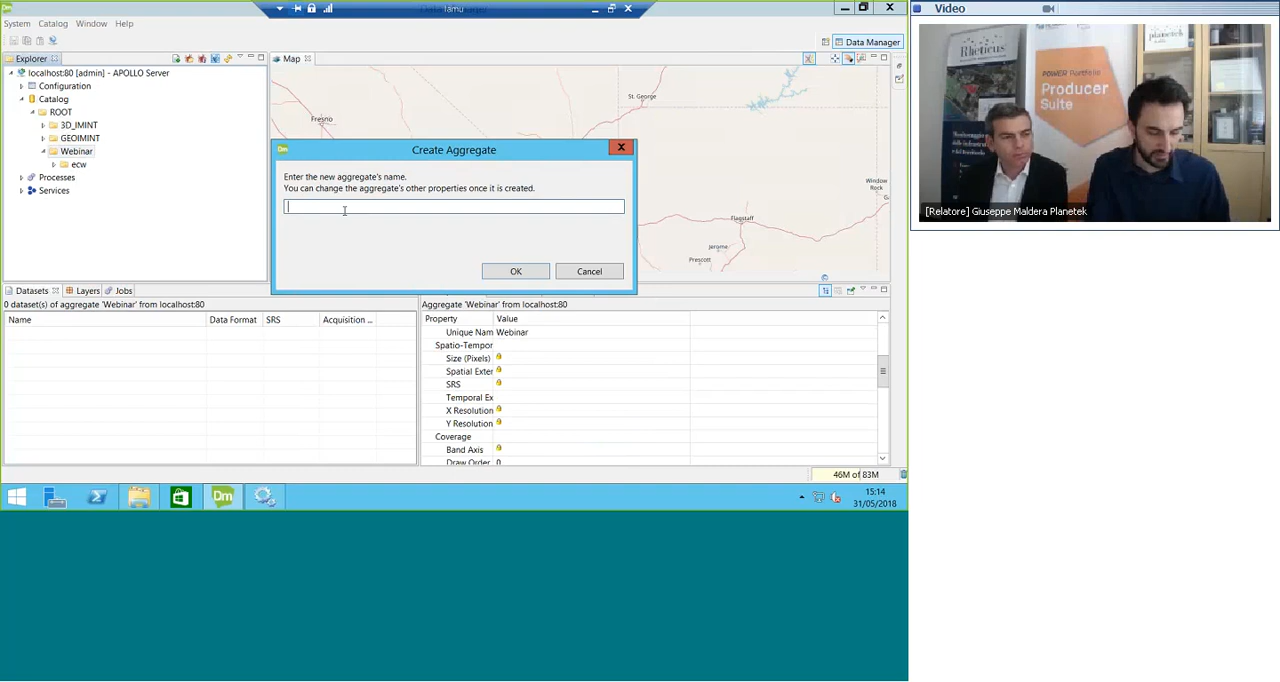 Dm
lamu
Video
System Catalog Window Help
Data Manager
Explorer
Map
localhost:80 [admin] - APOLLO Server
Configuration
Catalog
ROOT
3D_IMINT
GEOIMINT
Webinar
ecw
Processes
Services
St. George
Fresno
Window Rock
Flagstaff
Jerome
Prescott
Dm
Create Aggregate
Enter the new aggregate's name.
You can change the aggregate's other properties once it is created.
OK
Cancel
Datasets
Layers
Jobs
0 dataset(s) of aggregate 'Webinar' from localhost:80
Name
Data Format
SRS
Acquisition ...
Aggregate 'Webinar' from localhost:80
Property
Value
Unique Nam Webinar
Spatio-Tempor
Size (Pixels)
Spatial Exter
SRS
Temporal Ex
X Resolution
Y Resolution
Coverage
Band Axis
Draw Order 0
46M of 83M
Dm
15:14
31/05/2018
Rheticus
planetek
POWER Portfolio
Producer
Suite
[Relatore] Giuseppe Maldera Planetek